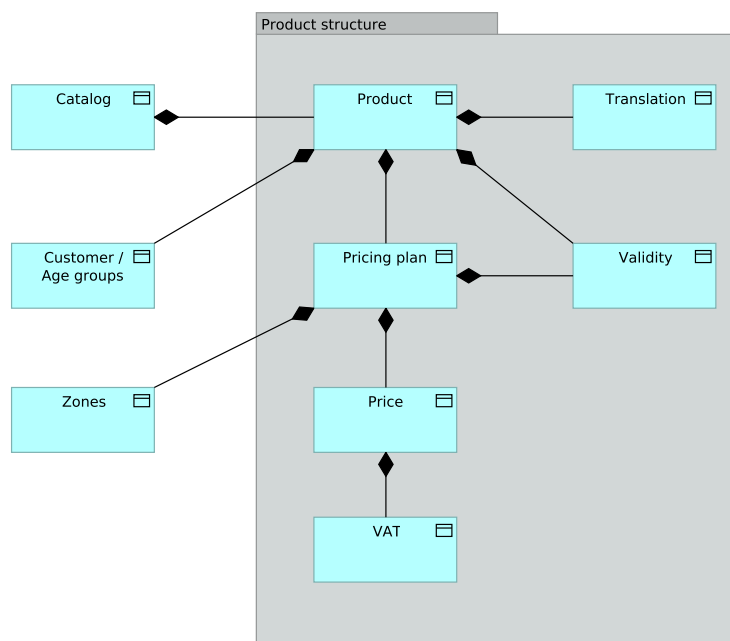 Product structure
Catalog
Product
Translation
Customer /
Age groups
Pricing plan
Validity
Zones
Price
VAT